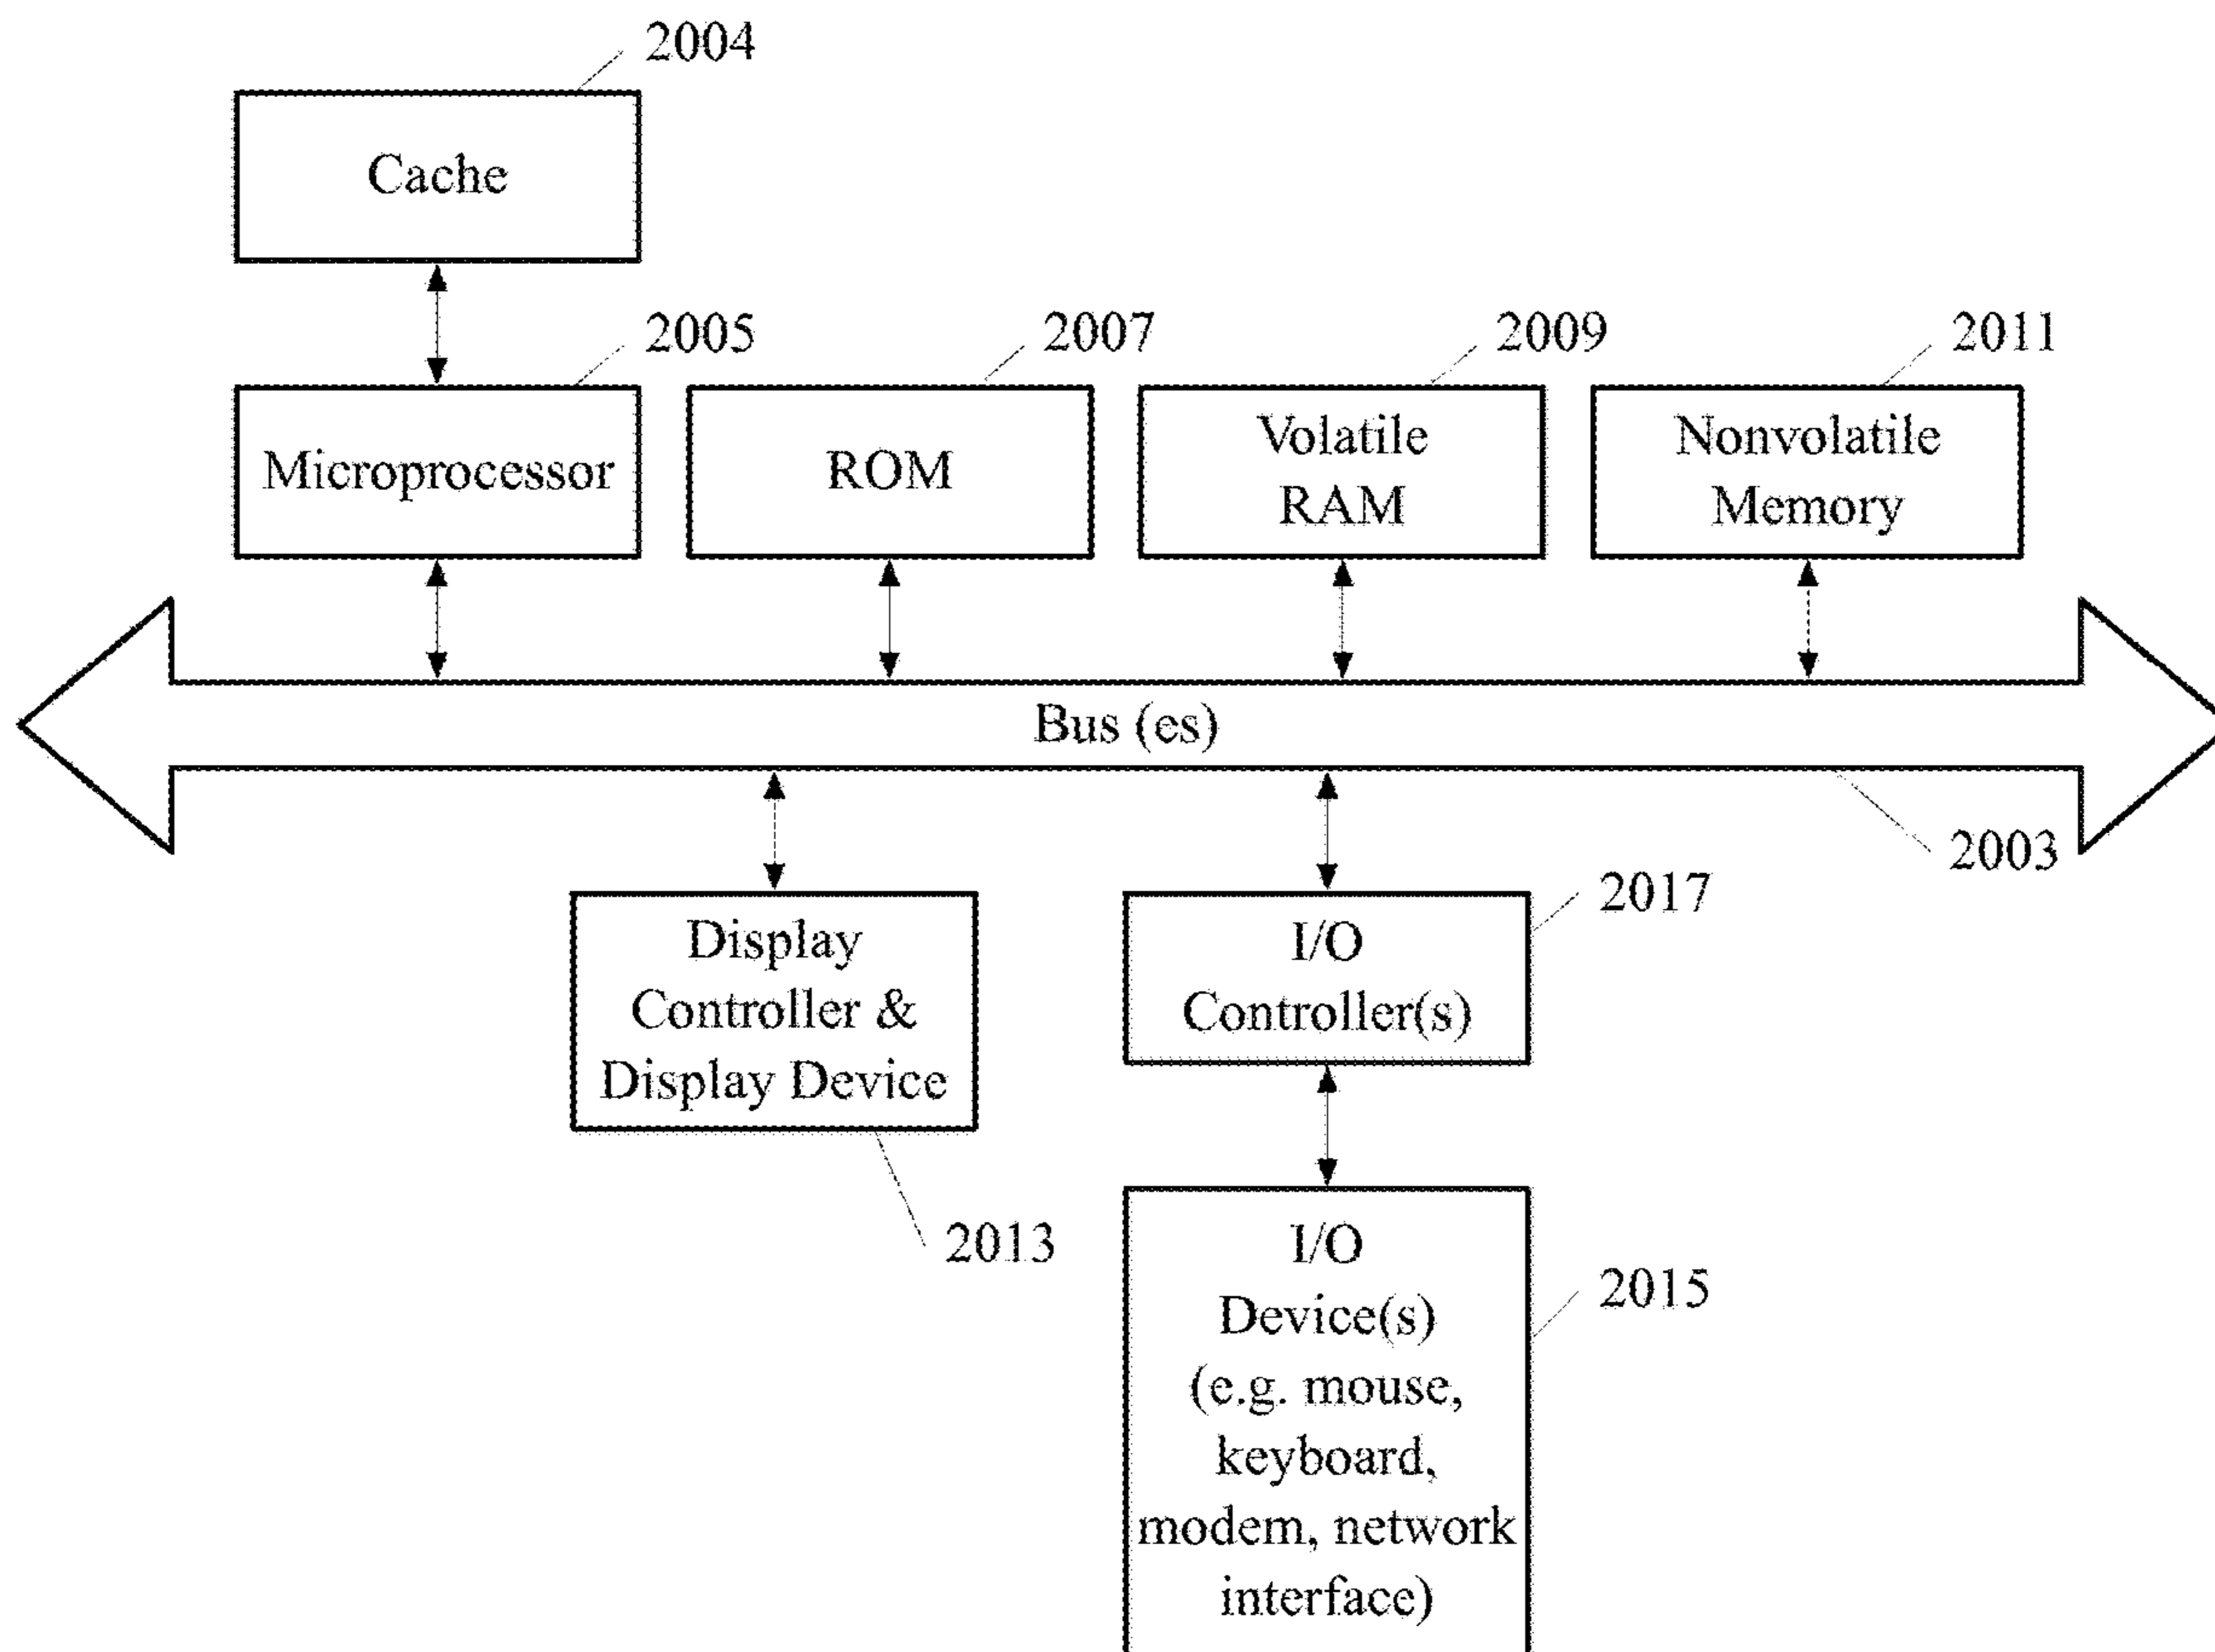 2004
Cache
2005
2007
2009
2011
Microprocessor
ROM
Volatile
RAM
Nonvolatile
Memory
Bus (es)
2003
2017
Display
Controller &
Display Device
I/O
Controller(s)
2013
2015
I/O
Device(s)
(e.g. mouse,
keyboard,
modem, network
interface)